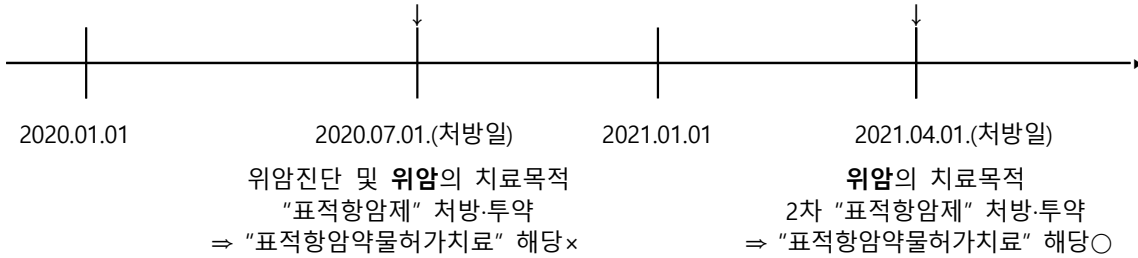 ↓ ↓
2020.01.01 2020.07.01.(처방일) 2021.01.01 2021.04.01.(처방일)
위암진단 및 위암의 치료목적 위암의 치료목적
“표적항암제” 처방·투약 2차 “표적항암제” 처방·투약
⇒ “표적항암약물허가치료” 해당× ⇒ “표적항암약물허가치료” 해당○